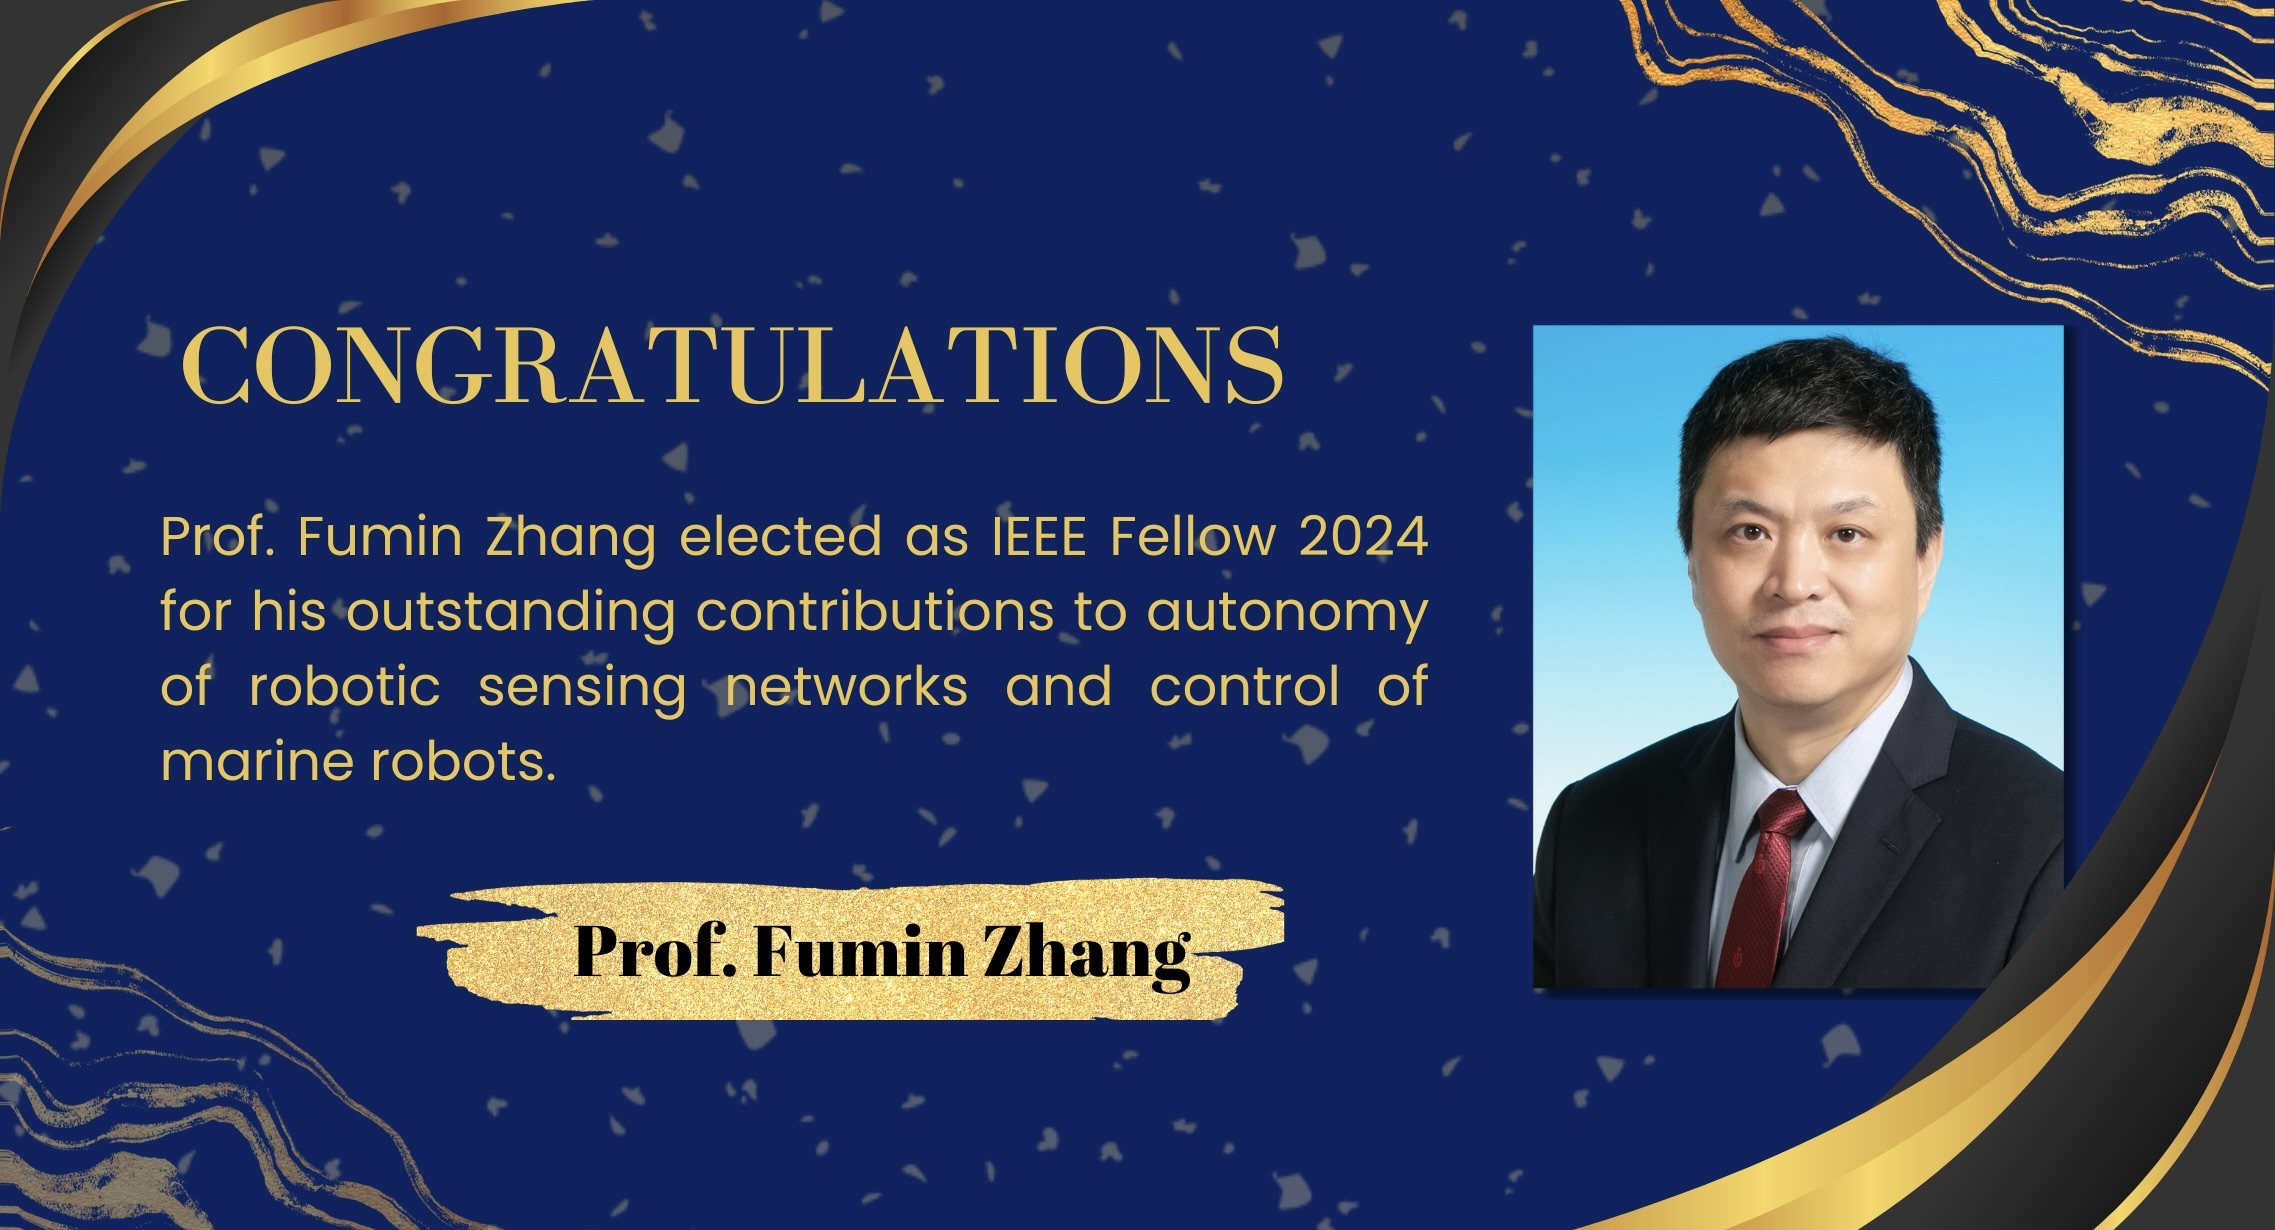 CONGRATULATIONS
Prof. Fumin Zhang elected as IEEE Fellow 2024
for his outstanding contributions to autonomy
of robotic sensing networks and control of
marine robots.
Prof. Fumin Zhang